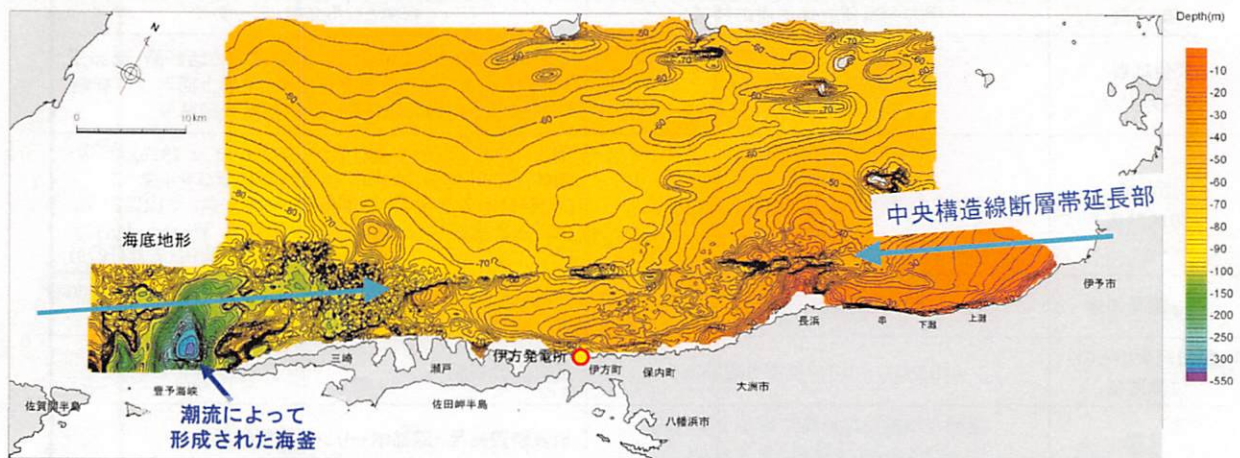 Depth(m)
N
0
10 km
-10
-20
-30
-40
-50
-60
-70
-80
-90
-100
-150
-200
-250
-300
-350
-550
海底地形
中央構造線断層帯延長部
伊予市
長浜
串
下灘
上灘
三崎
瀬戸
伊方発電所
伊方町
保内町
大洲市
豊予海峡
佐賀関半島
佐田岬半島
八幡浜市
潮流によって
形成された海釜